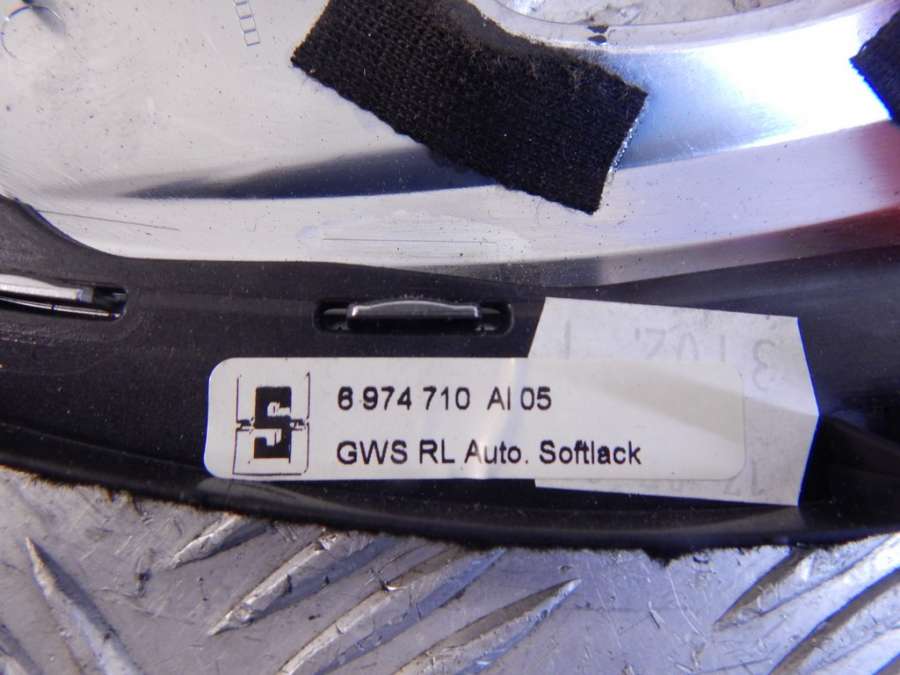 6 974 710 AI 05
GWS RL Auto. Softlack